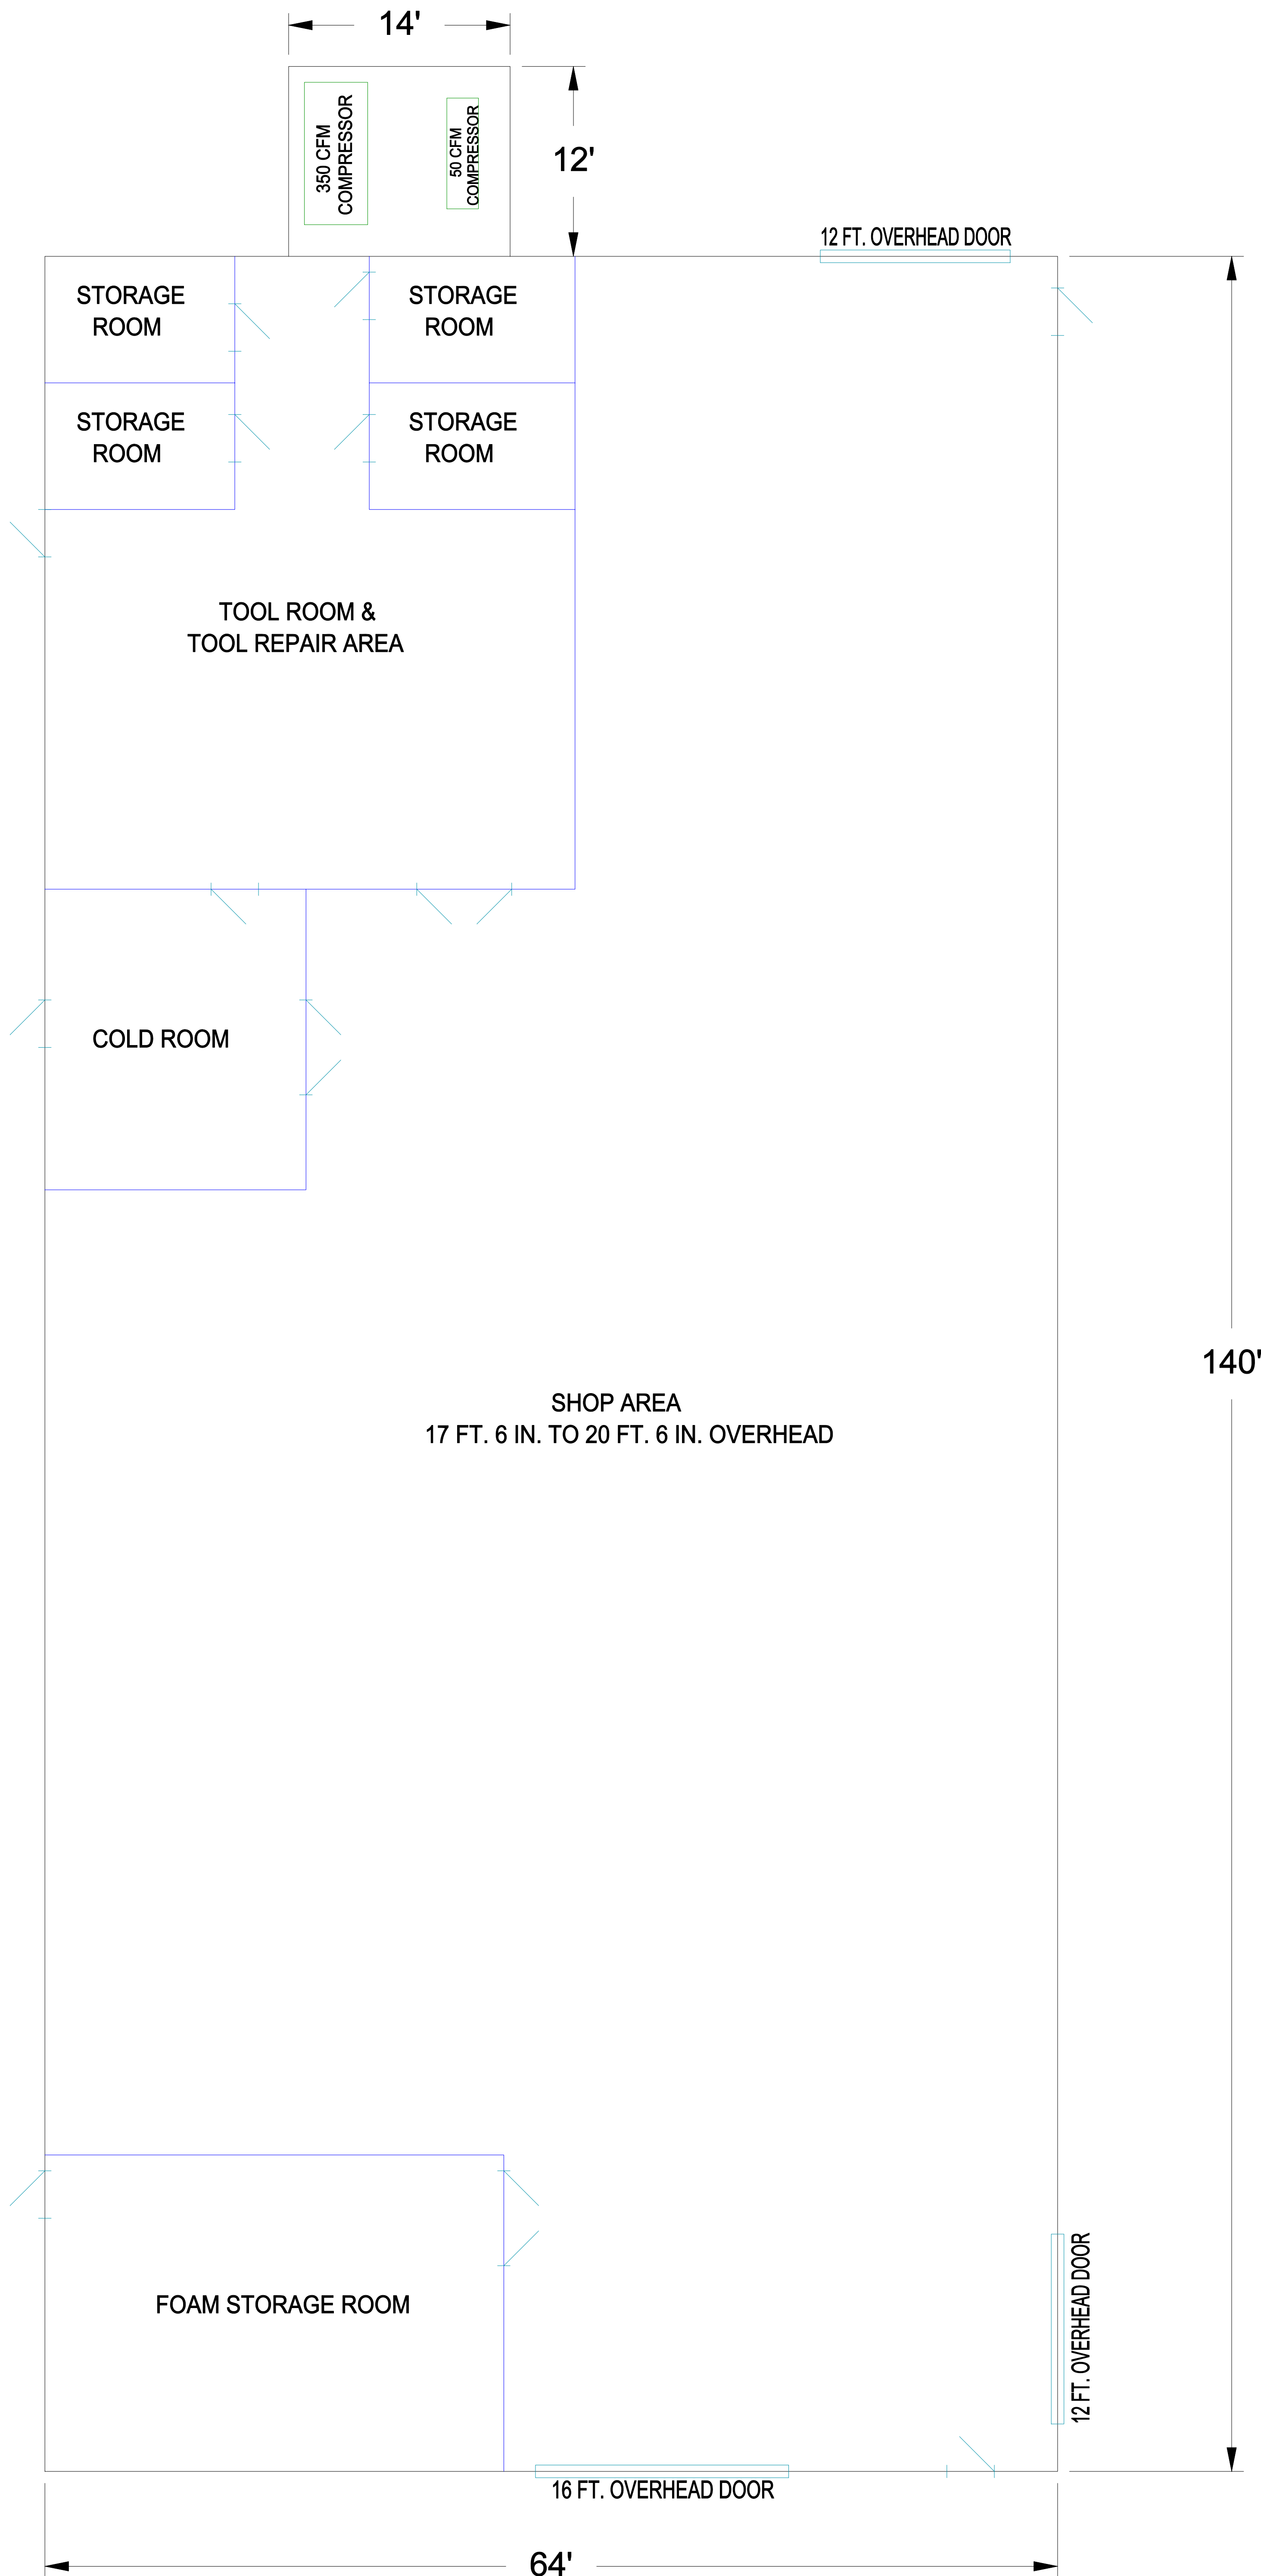 14'
350 CFM
COMPRESSOR
50 CFM
COMPRESSOR
12'
12 FT. OVERHEAD DOOR
STORAGE
ROOM
STORAGE
ROOM
STORAGE
ROOM
STORAGE
ROOM
TOOL ROOM &
TOOL REPAIR AREA
COLD ROOM
140'
SHOP AREA
17 FT. 6 IN. TO 20 FT. 6 IN. OVERHEAD
FOAM STORAGE ROOM
12 FT. OVERHEAD DOOR
16 FT. OVERHEAD DOOR
64'